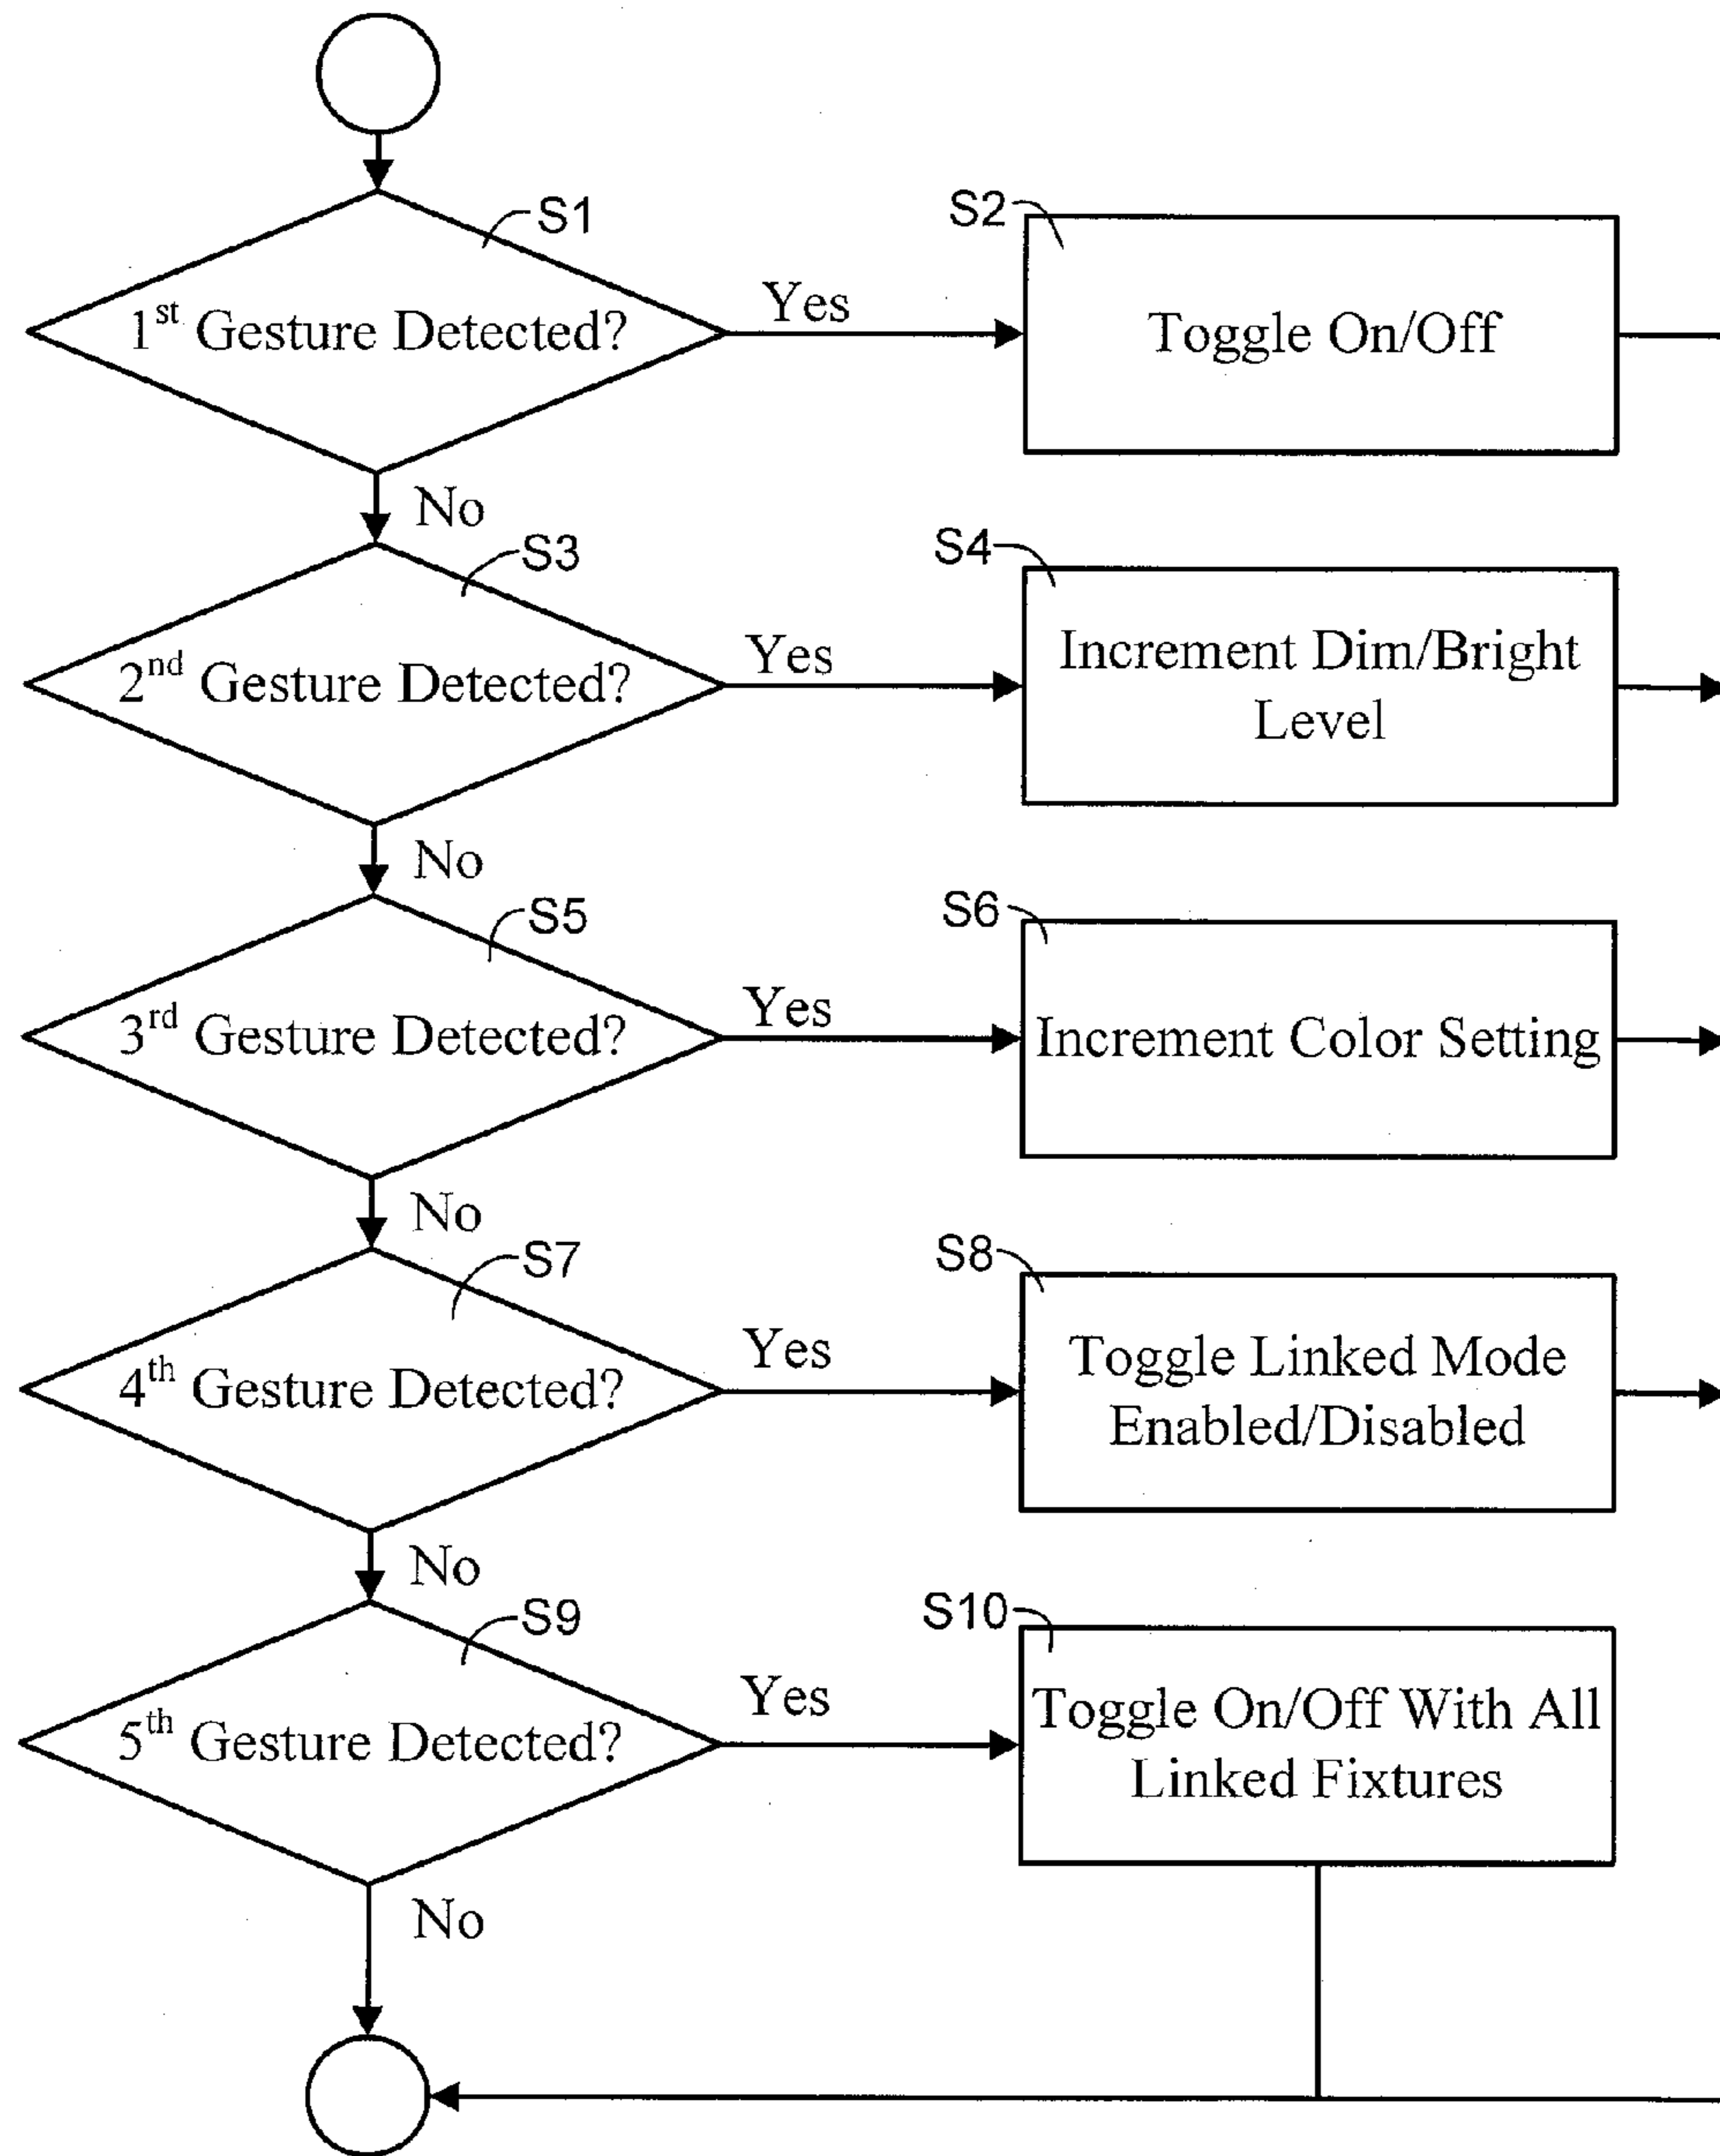 S1
1st Gesture Detected?
Yes
S2
Toggle On/Off
No
S3
2nd Gesture Detected?
Yes
S4
Increment Dim/Bright
Level
No
S5
3rd Gesture Detected?
Yes
S6
Increment Color Setting
No
S7
4th Gesture Detected?
Yes
S8
Toggle Linked Mode
Enabled/Disabled
No
S9
5th Gesture Detected?
Yes
S10
Toggle On/Off With All
Linked Fixtures
No